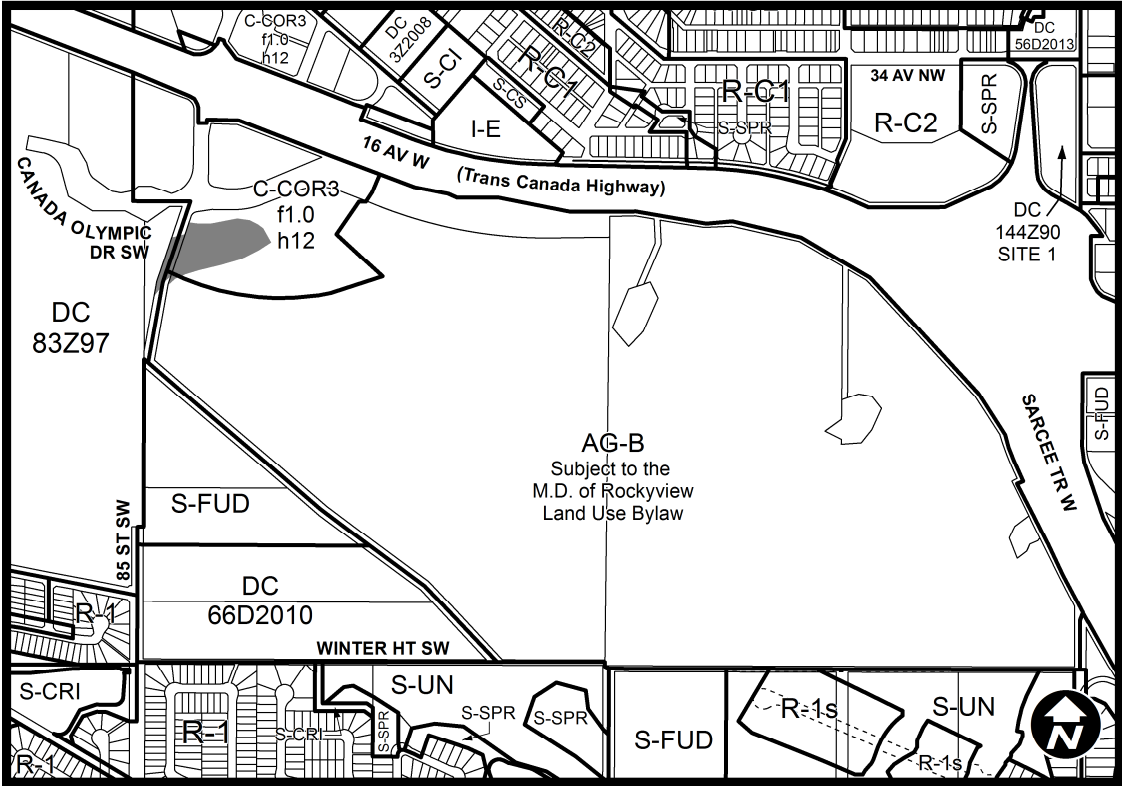 C-COR3
f1.0
h12
DC
3Z2008
S-CI
S-CS
I-E
R-C2
R-C1
R-C1
S-SPR
34 AV NW
R-C2
S-SPR
DC
56D2013
16 AV W
(Trans Canada Highway)
CANADA OLYMPIC
DR SW
C-COR3
f1.0
h12
DC
144Z90
SITE 1
DC
83Z97
AG-B
Subject to the
M.D. of Rockyview
Land Use Bylaw
SARCEE TR W
S-FUD
S-FUD
85 ST SW
DC
66D2010
R-1
WINTER HT SW
S-CRI
R-1
R-1
S-CRI
S-UN
S-SPR
S-SPR
S-SPR
S-FUD
R-1s
S-UN
R-1s
N